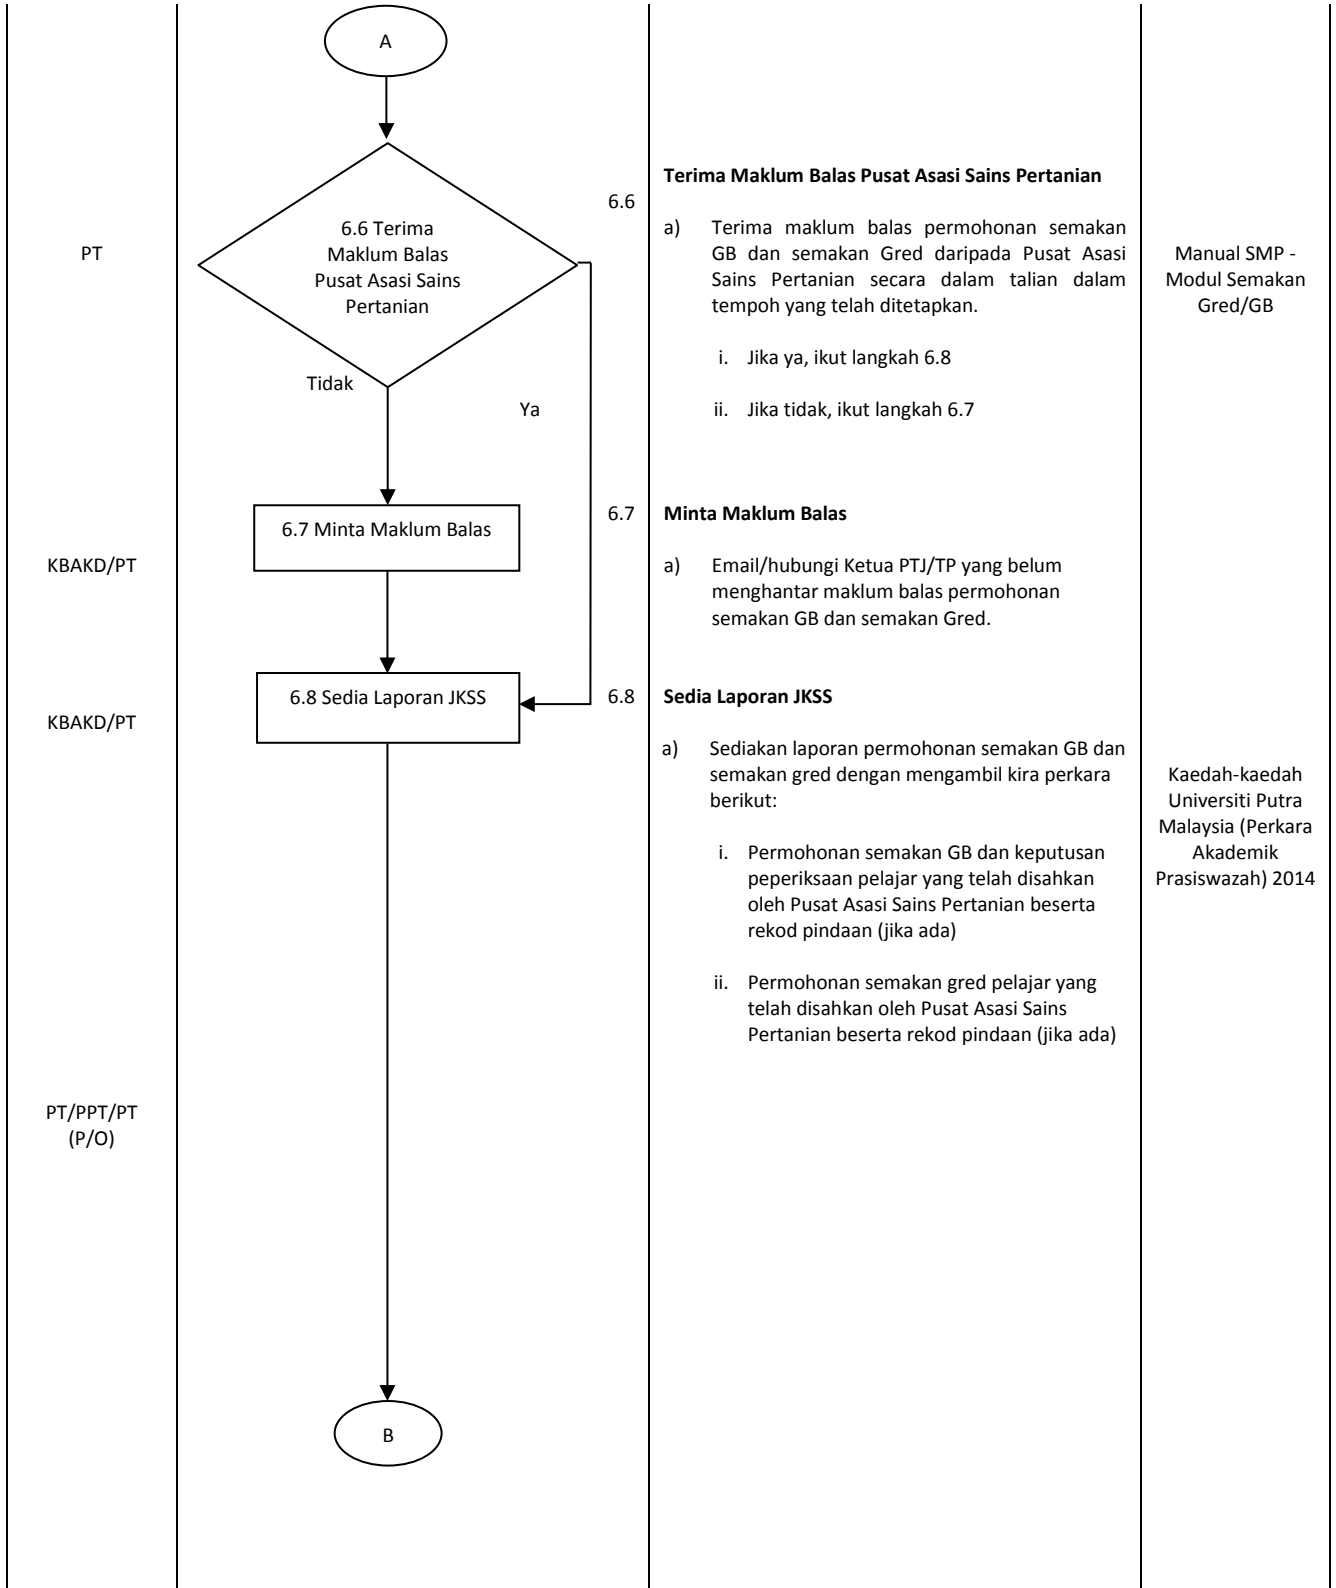 A
PT
6.6 Terima
Maklum Balas
Pusat Asasi Sains
Pertanian
Tidak
Ya
6.6
Terima Maklum Balas Pusat Asasi Sains Pertanian
a) Terima maklum balas permohonan semakan
GB dan semakan Gred daripada Pusat Asasi
Sains Pertanian secara dalam talian dalam
tempoh yang telah ditetapkan.
i. Jika ya, ikut langkah 6.8
ii. Jika tidak, ikut langkah 6.7
Manual SMP -
Modul Semakan
Gred/GB
KBAKD/PT
6.7 Minta Maklum Balas
6.7
Minta Maklum Balas
a) Email/hubungi Ketua PTJ/TP yang belum
menghantar maklum balas permohonan
semakan GB dan semakan Gred.
KBAKD/PT
6.8 Sedia Laporan JKSS
6.8
Sedia Laporan JKSS
a) Sediakan laporan permohonan semakan GB dan
semakan gred dengan mengambil kira perkara
berikut:
i. Permohonan semakan GB dan keputusan
peperiksaan pelajar yang telah disahkan
oleh Pusat Asasi Sains Pertanian beserta
rekod pindaan (jika ada)
ii. Permohonan semakan gred pelajar yang
telah disahkan oleh Pusat Asasi Sains
Pertanian beserta rekod pindaan (jika ada)
Kaedah-kaedah
Universiti Putra
Malaysia (Perkara
Akademik
Prasiswazah) 2014
PT/PPT/PT
(P/O)
B